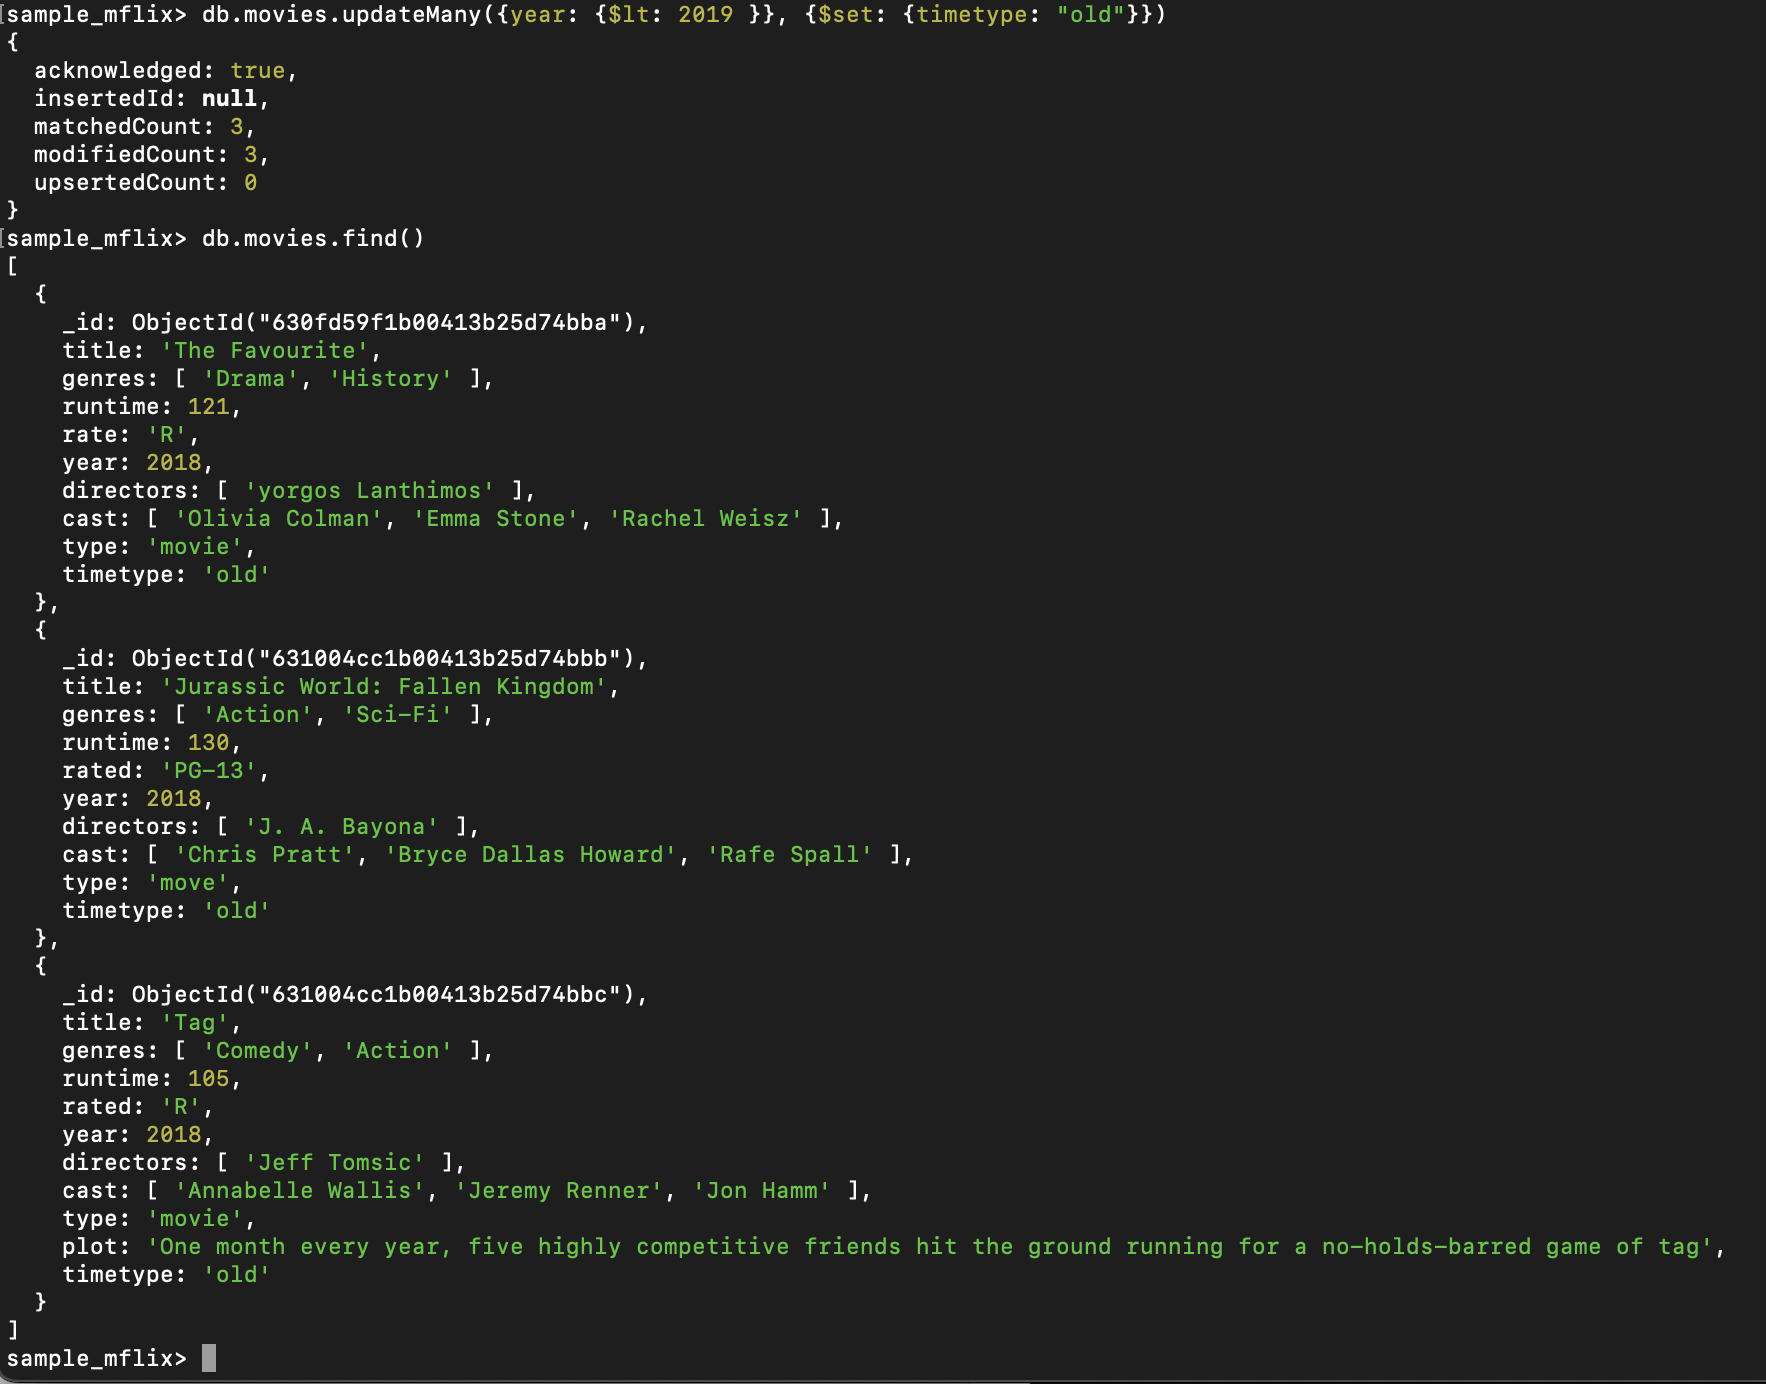 sample_mflix> db.movies.updateMany({year: {$lt: 2019 }}, {$set: {timetype: "old"}})
{
  acknowledged: true,
  insertedId: null,
  matchedCount: 3,
  modifiedCount: 3,
  upsertedCount: 0
}
[sample_mflix> db.movies.find()
[
  {
    _id: ObjectId("630fd59f1b00413b25d74bba"),
    title: 'The Favourite',
    genres: [ 'Drama', 'History' ],
    runtime: 121,
    rate: 'R',
    year: 2018,
    directors: [ 'yorgos Lanthimos' ],
    cast: [ 'Olivia Colman', 'Emma Stone', 'Rachel Weisz' ],
    type: 'movie',
    timetype: 'old'
  },
  {
    _id: ObjectId("631004cc1b00413b25d74bbb"),
    title: 'Jurassic World: Fallen Kingdom',
    genres: [ 'Action', 'Sci-Fi' ],
    runtime: 130,
    rated: 'PG-13',
    year: 2018,
    directors: [ 'J. A. Bayona' ],
    cast: [ 'Chris Pratt', 'Bryce Dallas Howard', 'Rafe Spall' ],
    type: 'move',
    timetype: 'old'
  },
  {
    _id: ObjectId("631004cc1b00413b25d74bbc"),
    title: 'Tag',
    genres: [ 'Comedy', 'Action' ],
    runtime: 105,
    rated: 'R',
    year: 2018,
    directors: [ 'Jeff Tomsic' ],
    cast: [ 'Annabelle Wallis', 'Jeremy Renner', 'Jon Hamm' ],
    type: 'movie',
    plot: 'One month every year, five highly competitive friends hit the ground running for a no-holds-barred game of tag',
    timetype: 'old'
  }
]
sample_mflix>